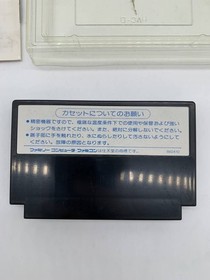 カセットについてのお願い
●精密機器ですので、極端な温度条件下での使用や保管および強い
ショックをさけてください。また、絶対に分解しないでください。
●端子部に手を触れたり、水にぬらしたりして汚さないようにして
ください。故障の原因となります。
ファミリーコンピュータ・ファミコンは任天堂の商標です。